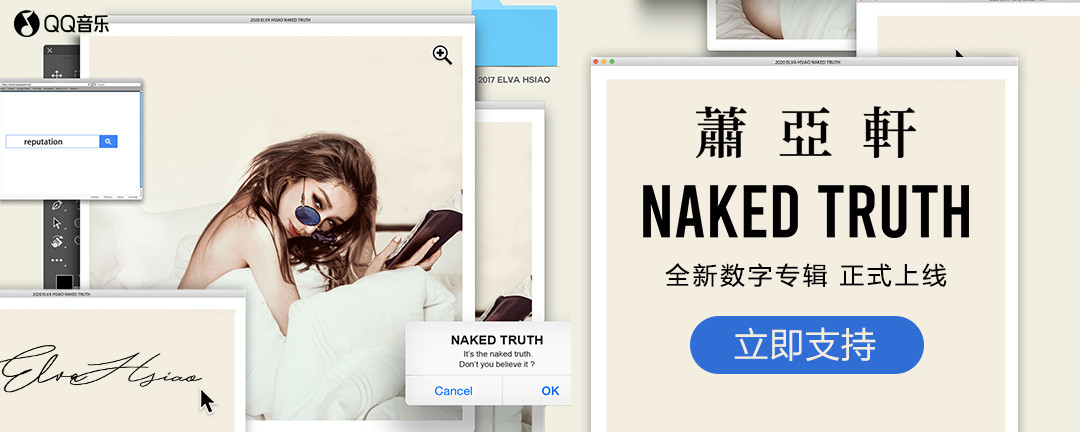 QQ音乐
2020 ELVA HSIAO NAKED TRUTH
2017 ELVA HSIAO
reputation
2020 ELVA HSIAO NAKED TRUTH
Elva Hsiao
NAKED TRUTH
It's the naked truth.
Don't you believe it ?
Cancel
OK
2020 ELVA HSIAO NAKED TRUTH
蕭亞軒
NAKED TRUTH
全新数字专辑 正式上线
立即支持